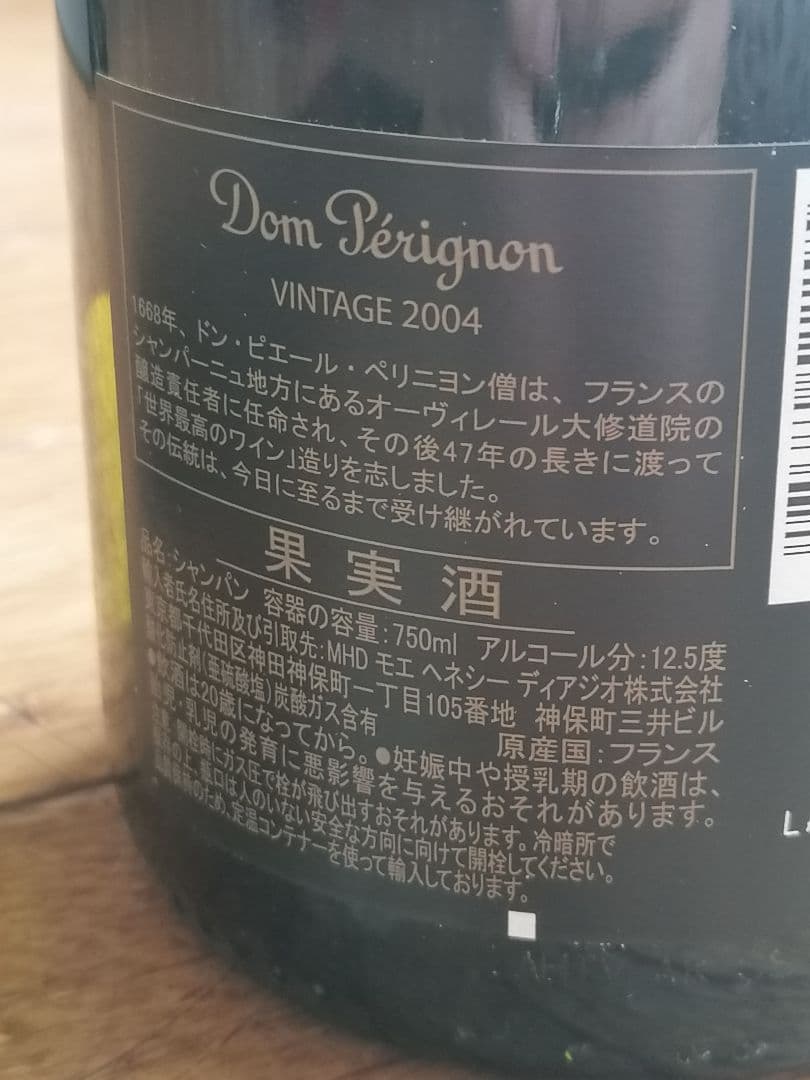 Dom Pérignon
VINTAGE 2004
1668年、ドン・ピエール・ペリニヨン僧は、フランスの
シャンパーニュ地方にあるオーヴィレール大修道院の
醸造責任者に任命され、その後47年の長きに渡って
「世界最高のワイン」造りを志しました。
その伝統は、今日に至るまで受け継がれています。
果実酒
品名:シャンパン 容器の容量:750ml アルコール分:12.5度
輸入者氏名住所及び引取先:MHD モエ ヘネシー ディアジオ株式会社
東京都千代田区神田神保町一丁目105番地 神保町三井ビル
酸化防止剤(亜硫酸塩)炭酸ガス含有 原産国:フランス
●飲酒は20歳になってから。●妊娠中や授乳期の飲酒は、
胎児・乳児の発育に悪影響を与えるおそれがあります。
開栓時にガス圧で栓が飛び出すおそれがあります。冷暗所で
の上、瓶口は人のいない安全な方向に向けて開栓してください。
のため、定温コンテナーを使って輸入しております。